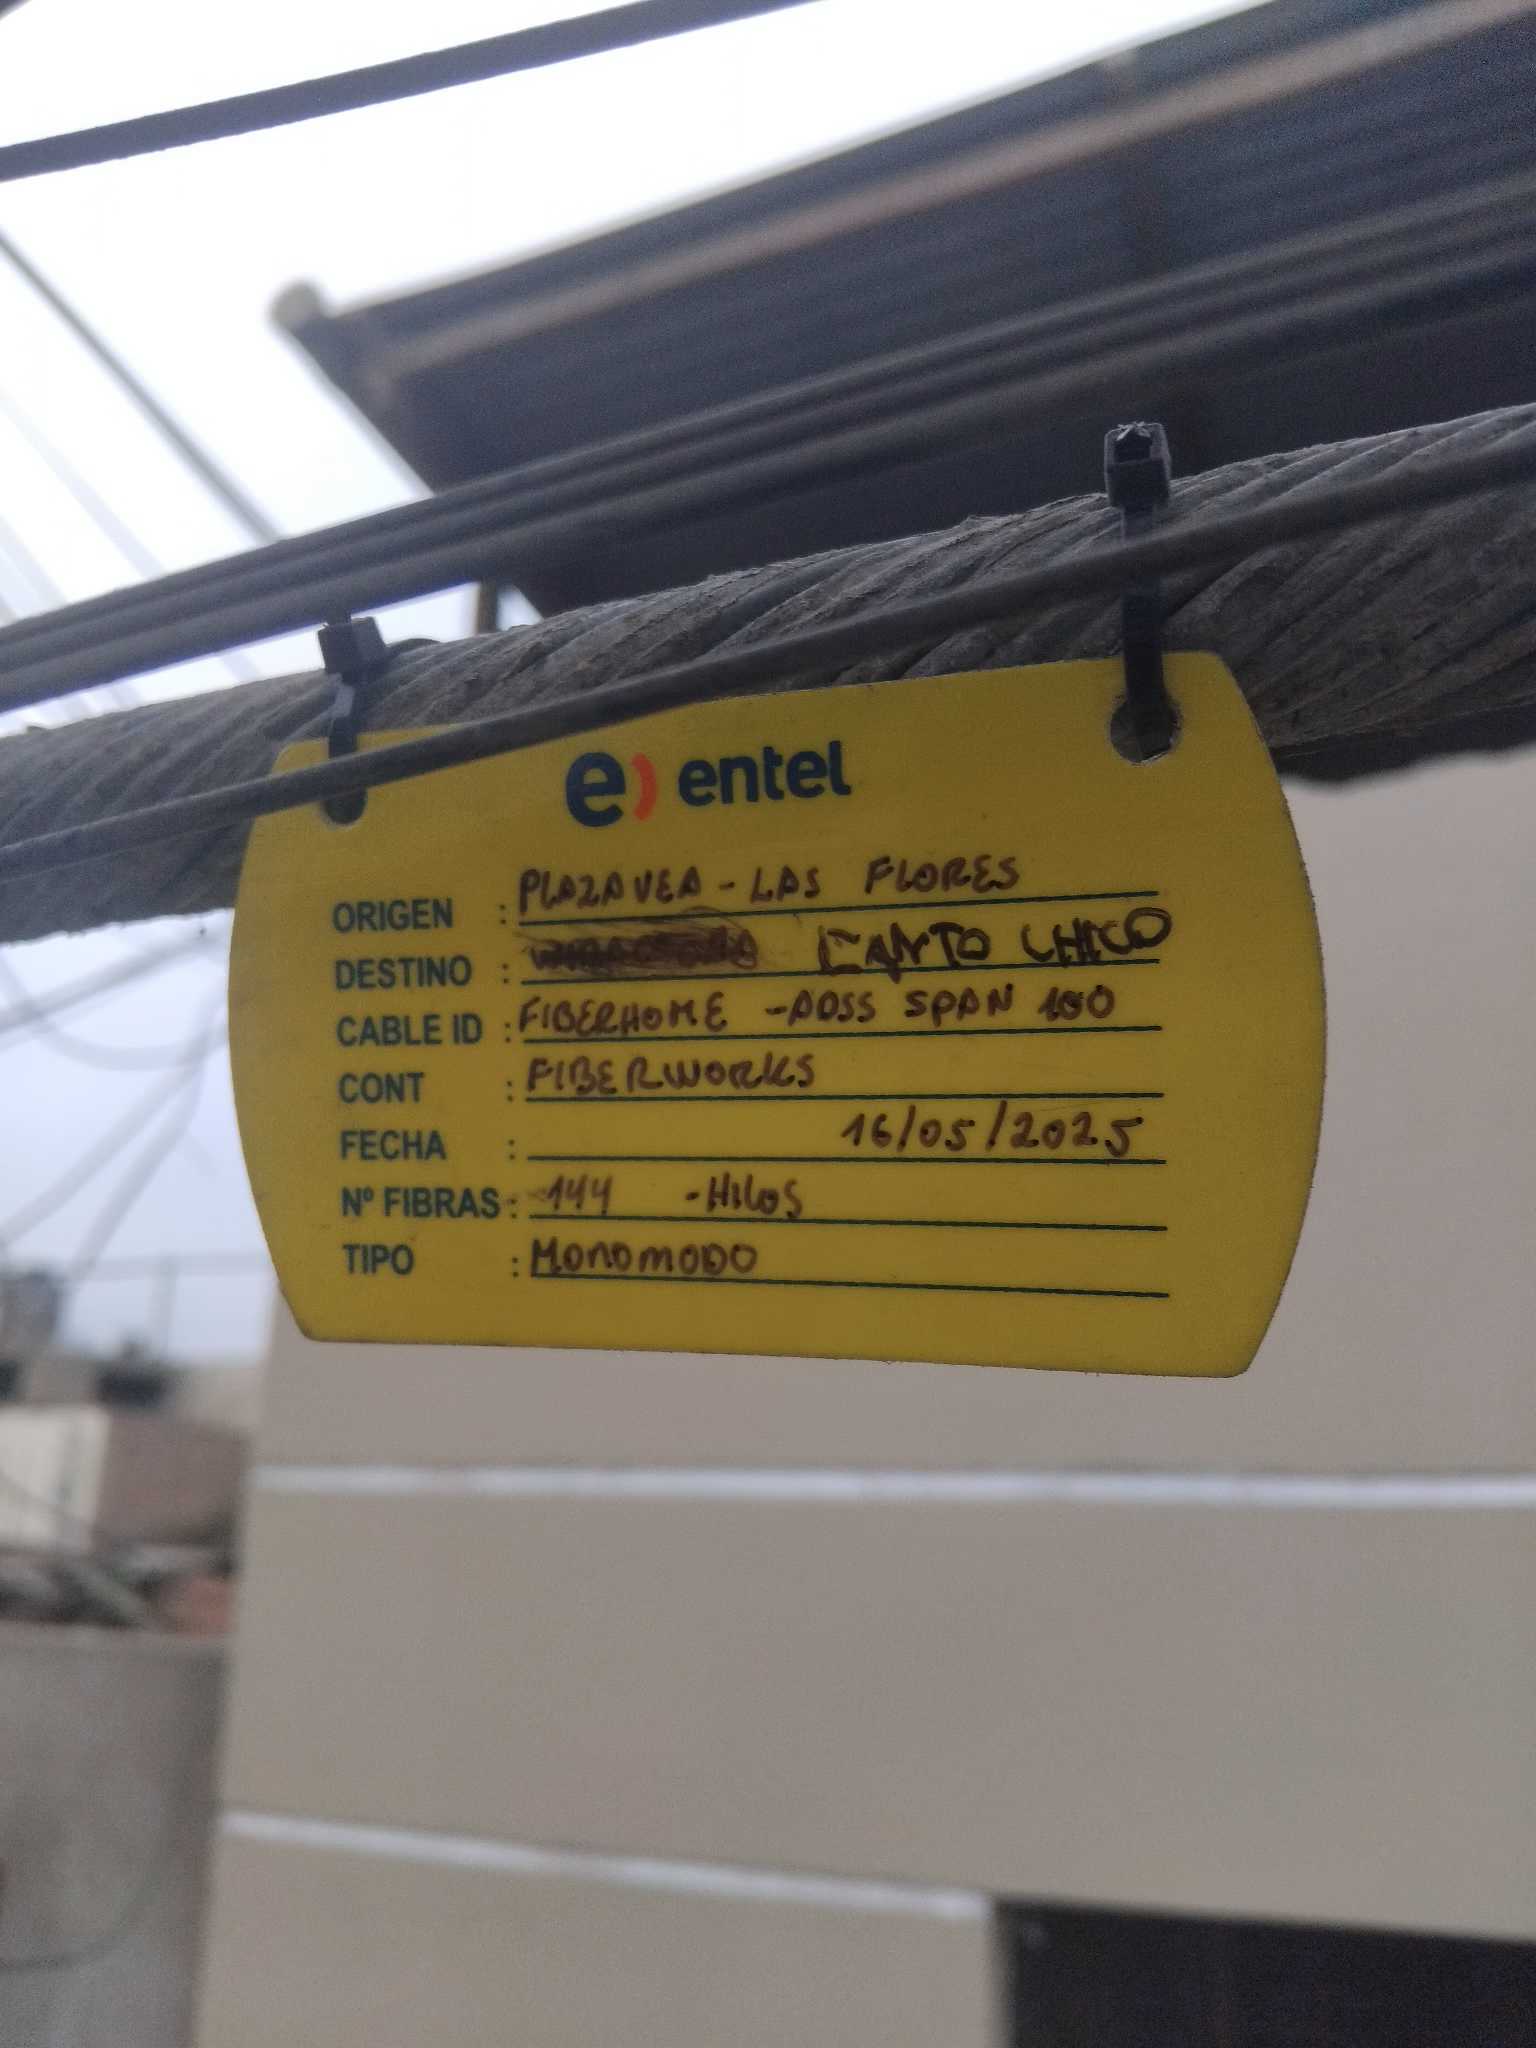 e) entel
ORIGEN : PLAZAVEA - LAS FLORES
DESTINO : CANTO CHICO
CABLE ID : FIBERHOME - ADSS SPAN 100
CONT : FIBERWORKS
FECHA : 16/05/2025
Nº FIBRAS : 144 - HILOS
TIPO : MONOMODO